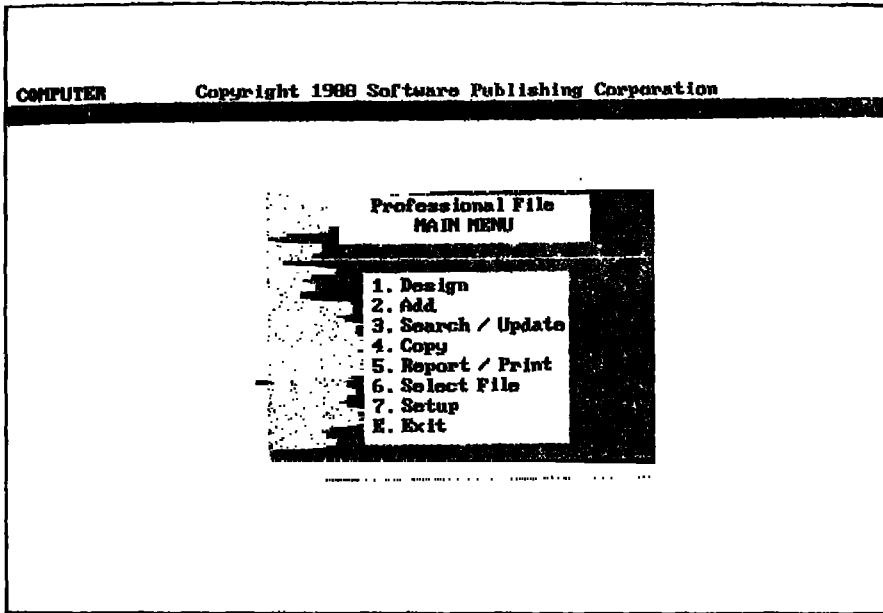 COMPUTER Copyright 1988 Software Publishing Corporation
Professional File
MAIN MENU
1. Design
2. Add
3. Search / Update
4. Copy
5. Report / Print
6. Select File
7. Setup
E. Exit